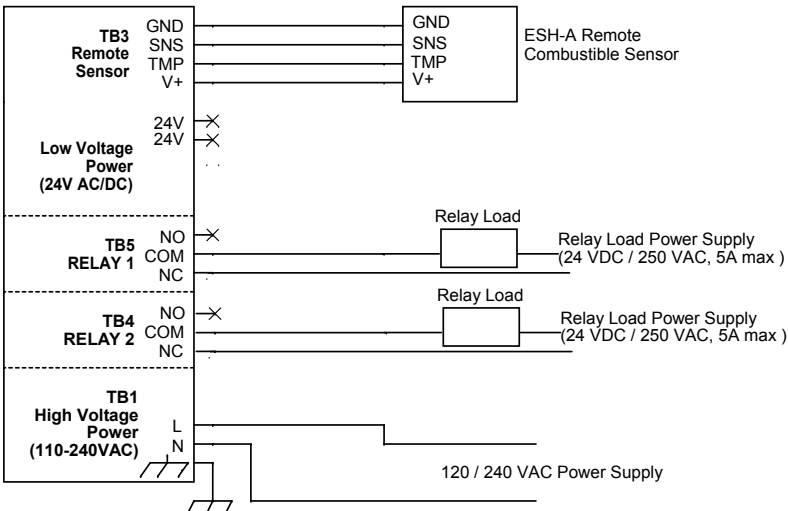 TB3
Remote
Sensor
GND
SNS
TMP
V+
GND
SNS
TMP
V+
ESH-A Remote
Combustible Sensor
24V
24V
Low Voltage
Power
(24V AC/DC)
TB5
RELAY 1
NO
COM
NC
Relay Load
Relay Load Power Supply
(24 VDC / 250 VAC, 5A max )
TB4
RELAY 2
NO
COM
NC
Relay Load
Relay Load Power Supply
(24 VDC / 250 VAC, 5A max )
TB1
High Voltage
Power
(110-240VAC)
L
N
120 / 240 VAC Power Supply